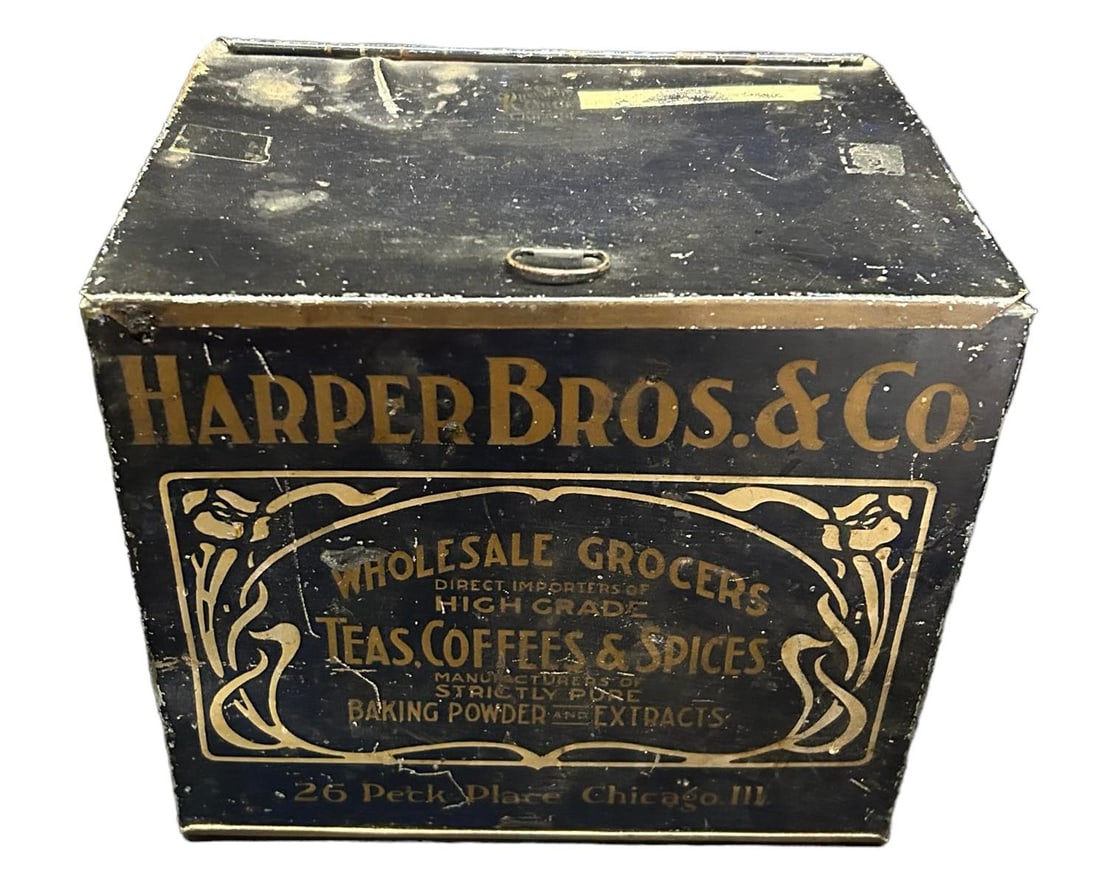 HARPER BROS. & CO.
WHOLESALE GROCERS
DIRECT IMPORTERS OF
HIGH GRADE
TEAS, COFFEES & SPICES
MANUFACTURERS OF
STRICTLY PURE
BAKING POWDER AND EXTRACTS
26 Peck Place Chicago. Ill.